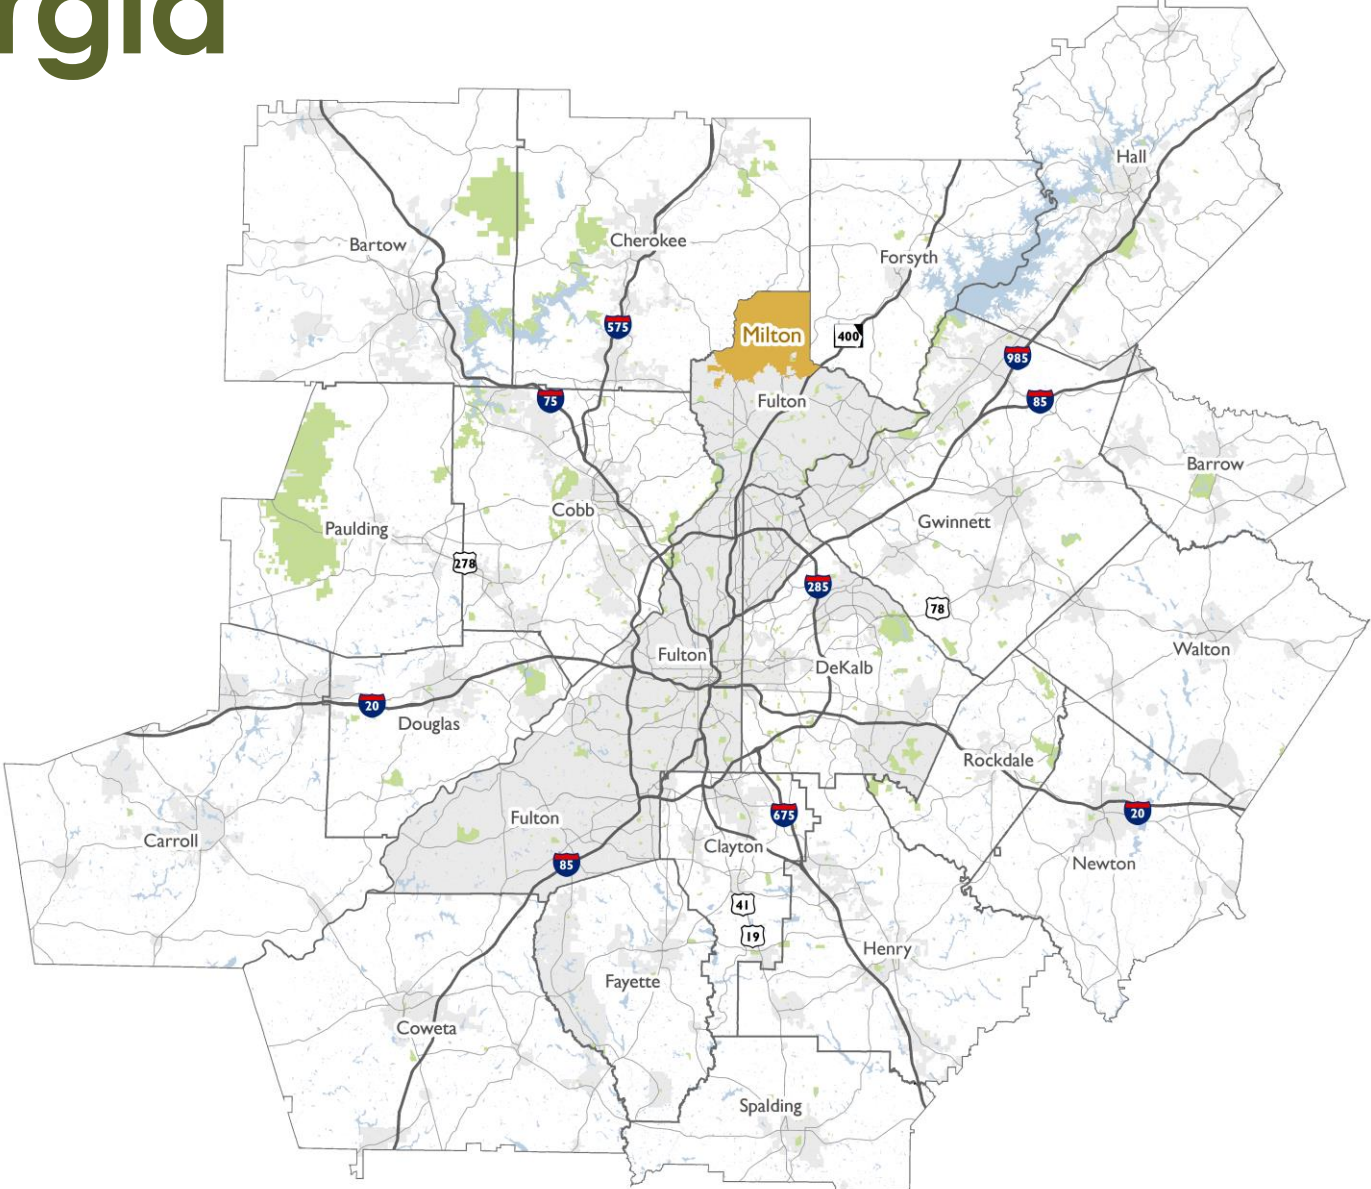 rgia
Hall
Bartow
Cherokee
Forsyth
575
Milton
400
985
75
Fulton
85
Barrow
Cobb
Gwinnett
Paulding
278
285
78
Fulton
DeKalb
Walton
20
Douglas
Rockdale
Fulton
675
20
Carroll
Clayton
85
Newton
41
19
Henry
Fayette
Coweta
Spalding